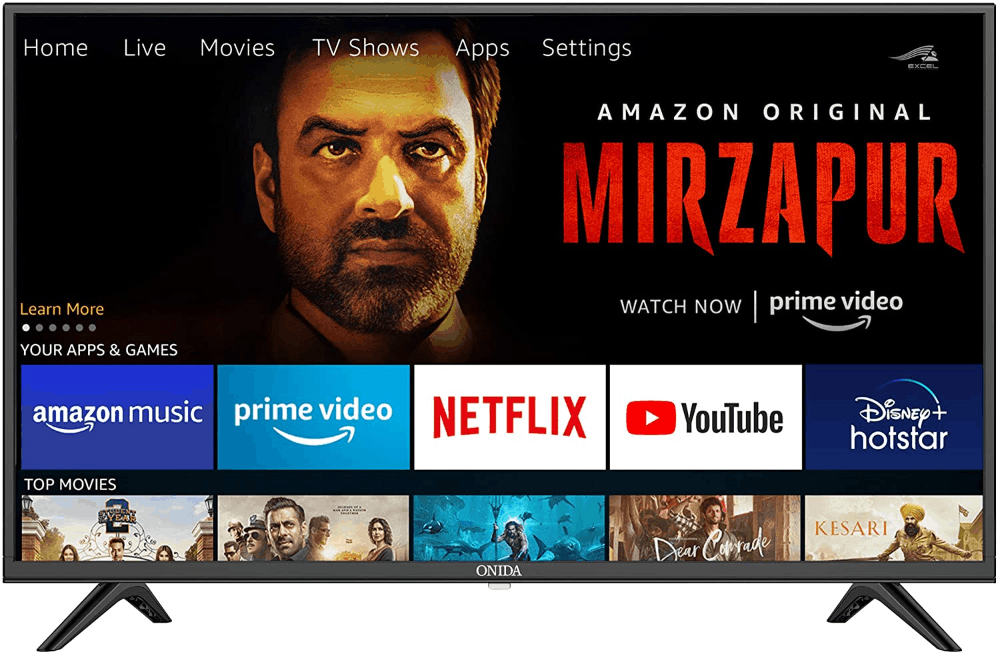 Home Live Movies TV Shows Apps Settings
EXCEL
AMAZON ORIGINAL
MIRZAPUR
Learn More
WATCH NOW | prime video
YOUR APPS & GAMES
amazon music
prime video
NETFLIX
YouTube
Disney+
hotstar
TOP MOVIES
2
Dear Comrade
KESARI
ONIDA